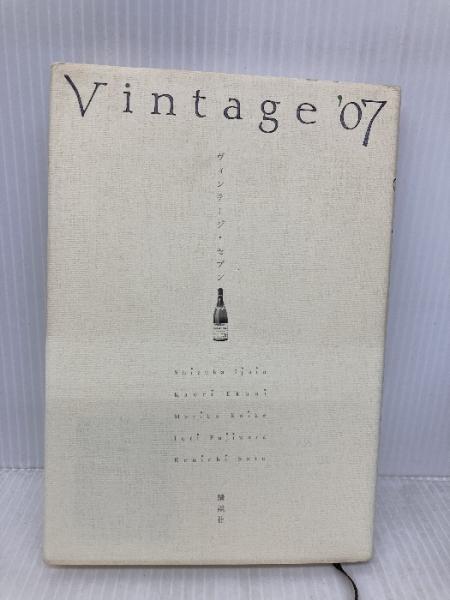 Vintage '07
ヴィンテージ・セブン
Shizuka Ijuin
Kaori Ekuni
Mariko Koike
Iori Fujiwara
Kenichi Sato
講談社